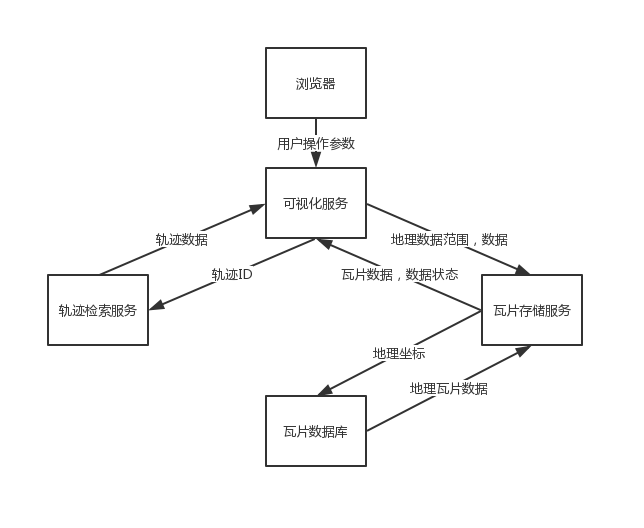 浏览器
用户操作参数
可视化服务
轨迹数据
地理数据范围，数据
轨迹ID
瓦片数据，数据状态
轨迹检索服务
瓦片存储服务
地理坐标
地理瓦片数据
瓦片数据库